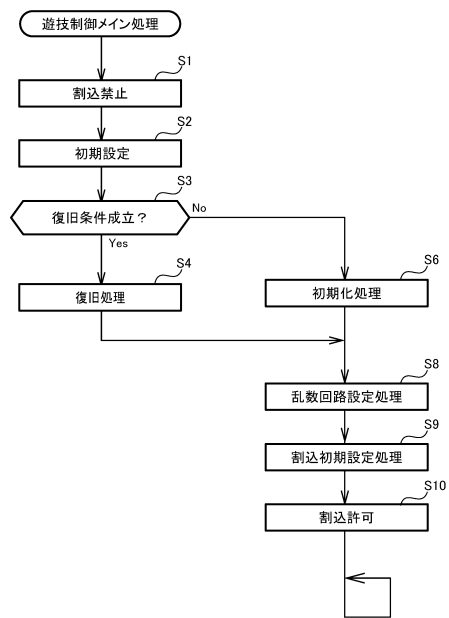 遊技制御メイン処理
S1
割込禁止
S2
初期設定
S3
復旧条件成立？
No
Yes
S4
復旧処理
S6
初期化処理
S8
乱数回路設定処理
S9
割込初期設定処理
S10
割込許可